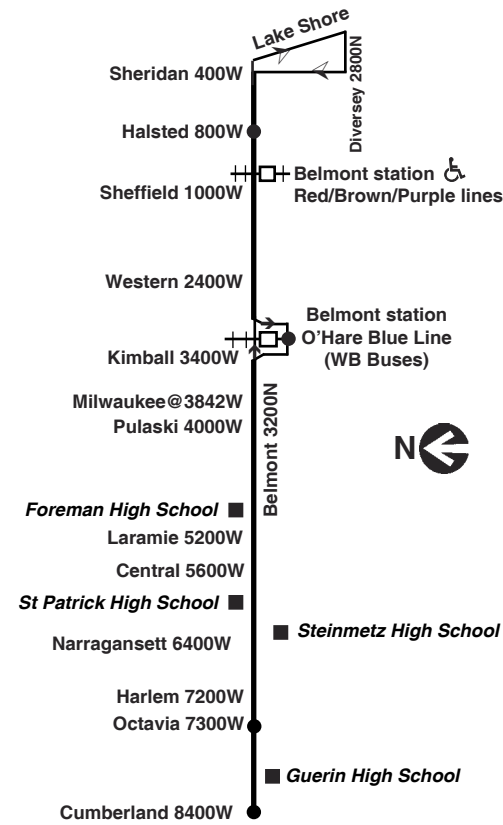 Lake Shore
Sheridan 400W
Diversey 2800N
Halsted 800W
Belmont station
Red/Brown/Purple lines
Sheffield 1000W
Western 2400W
Belmont station
O'Hare Blue Line
(WB Buses)
Kimball 3400W
Milwaukee@3842W
Pulaski 4000W
Belmont 3200N
N
Foreman High School
Laramie 5200W
Central 5600W
St Patrick High School
Steinmetz High School
Narragansett 6400W
Harlem 7200W
Octavia 7300W
Guerin High School
Cumberland 8400W